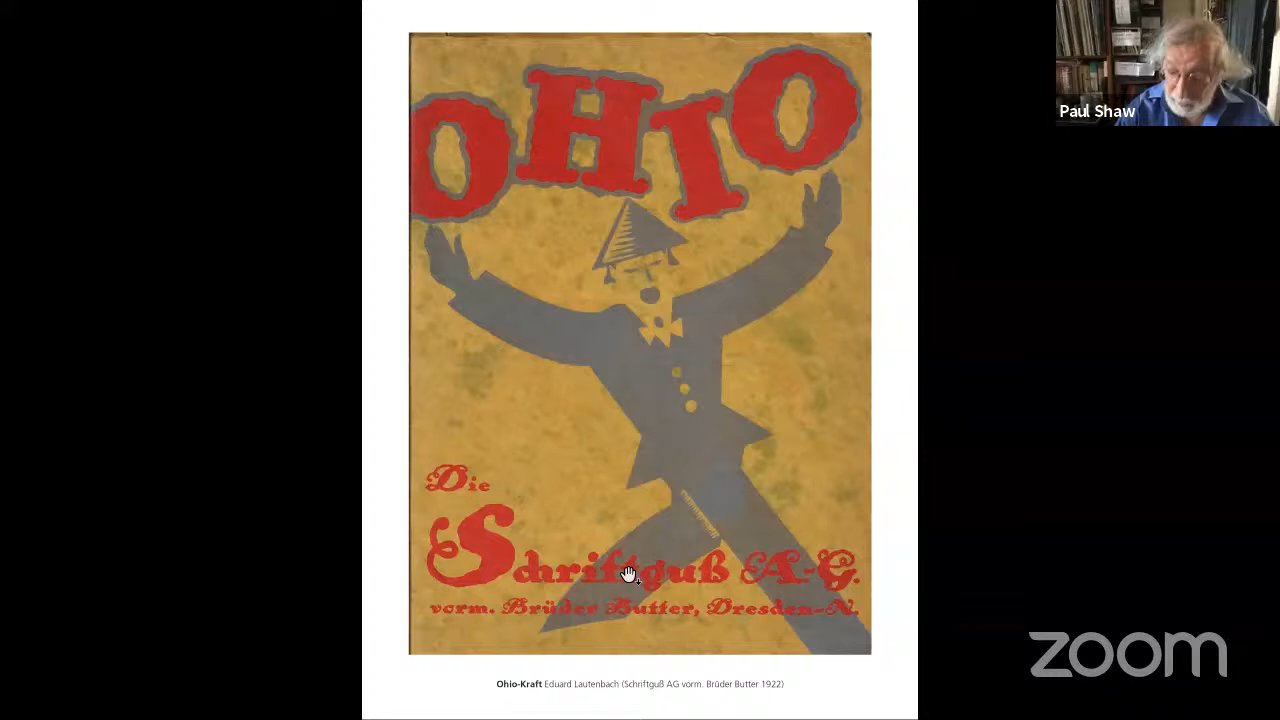 OHIO
Die
Schriftguß A.-G.
vorm. Brüder Butter, Dresden-N.
Ohio-Kraft Eduard Lautenbach (Schriftguß AG vorm. Brüder Butter 1922)
Paul Shaw
zoom